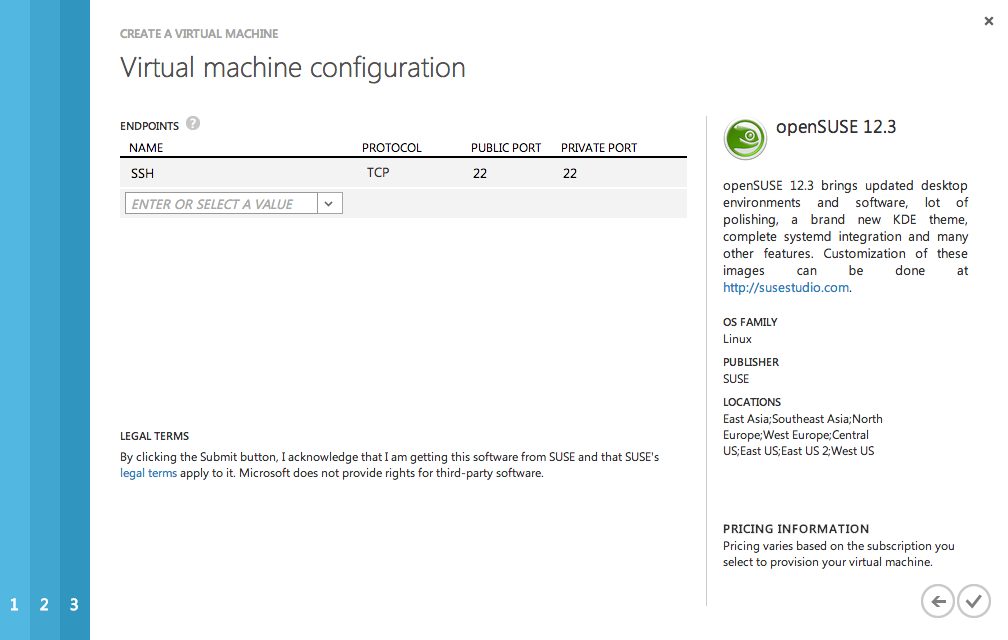 CREATE A VIRTUAL MACHINE
Virtual machine configuration
ENDPOINTS ?
NAME PROTOCOL PUBLIC PORT PRIVATE PORT
SSH TCP 22 22
ENTER OR SELECT A VALUE
LEGAL TERMS
By clicking the Submit button, I acknowledge that I am getting this software from SUSE and that SUSE's
legal terms apply to it. Microsoft does not provide rights for third-party software.
openSUSE 12.3
openSUSE 12.3 brings updated desktop
environments and software, lot of
polishing, a brand new KDE theme,
complete systemd integration and many
other features. Customization of these
images can be done at
http://susestudio.com.
OS FAMILY
Linux
PUBLISHER
SUSE
LOCATIONS
East Asia;Southeast Asia;North
Europe;West Europe;Central
US;East US;East US 2;West US
PRICING INFORMATION
Pricing varies based on the subscription you
select to provision your virtual machine.
1 2 3